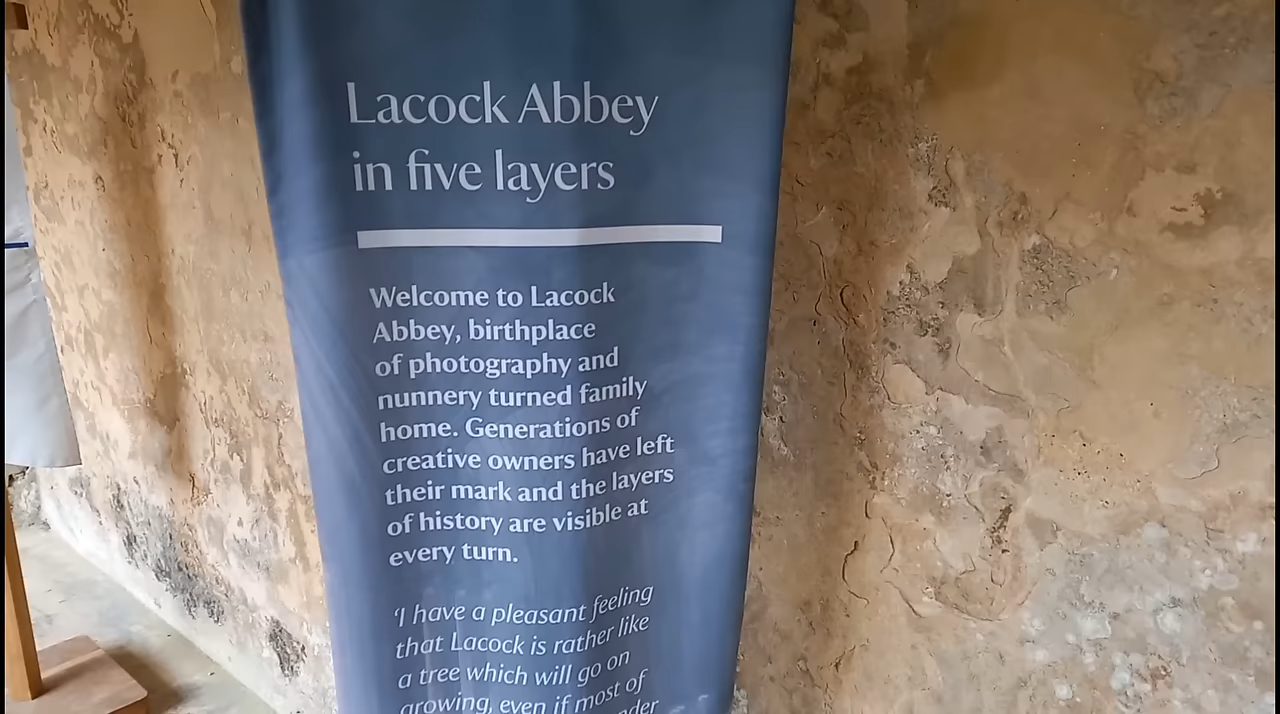 Lacock Abbey
in five layers
Welcome to Lacock
Abbey, birthplace
of photography and
nunnery turned family
home. Generations of
creative owners have left
their mark and the layers
of history are visible at
every turn.
‘I have a pleasant feeling
that Lacock is rather like
a tree which will go on
growing, even if most of